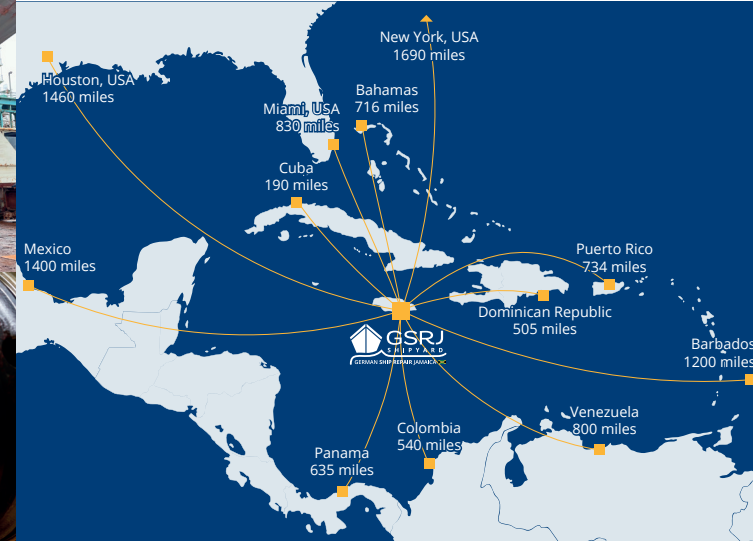 New York, USA
1690 miles
Houston, USA
1460 miles
Bahamas
716 miles
Miami, USA
830 miles
Cuba
190 miles
Mexico
1400 miles
Puerto Rico
734 miles
Dominican Republic
505 miles
GSRJ
SHIPYARD
GERMAN SHIP REPAIR JAMAICA
Barbados
1200 miles
Venezuela
800 miles
Colombia
540 miles
Panama
635 miles